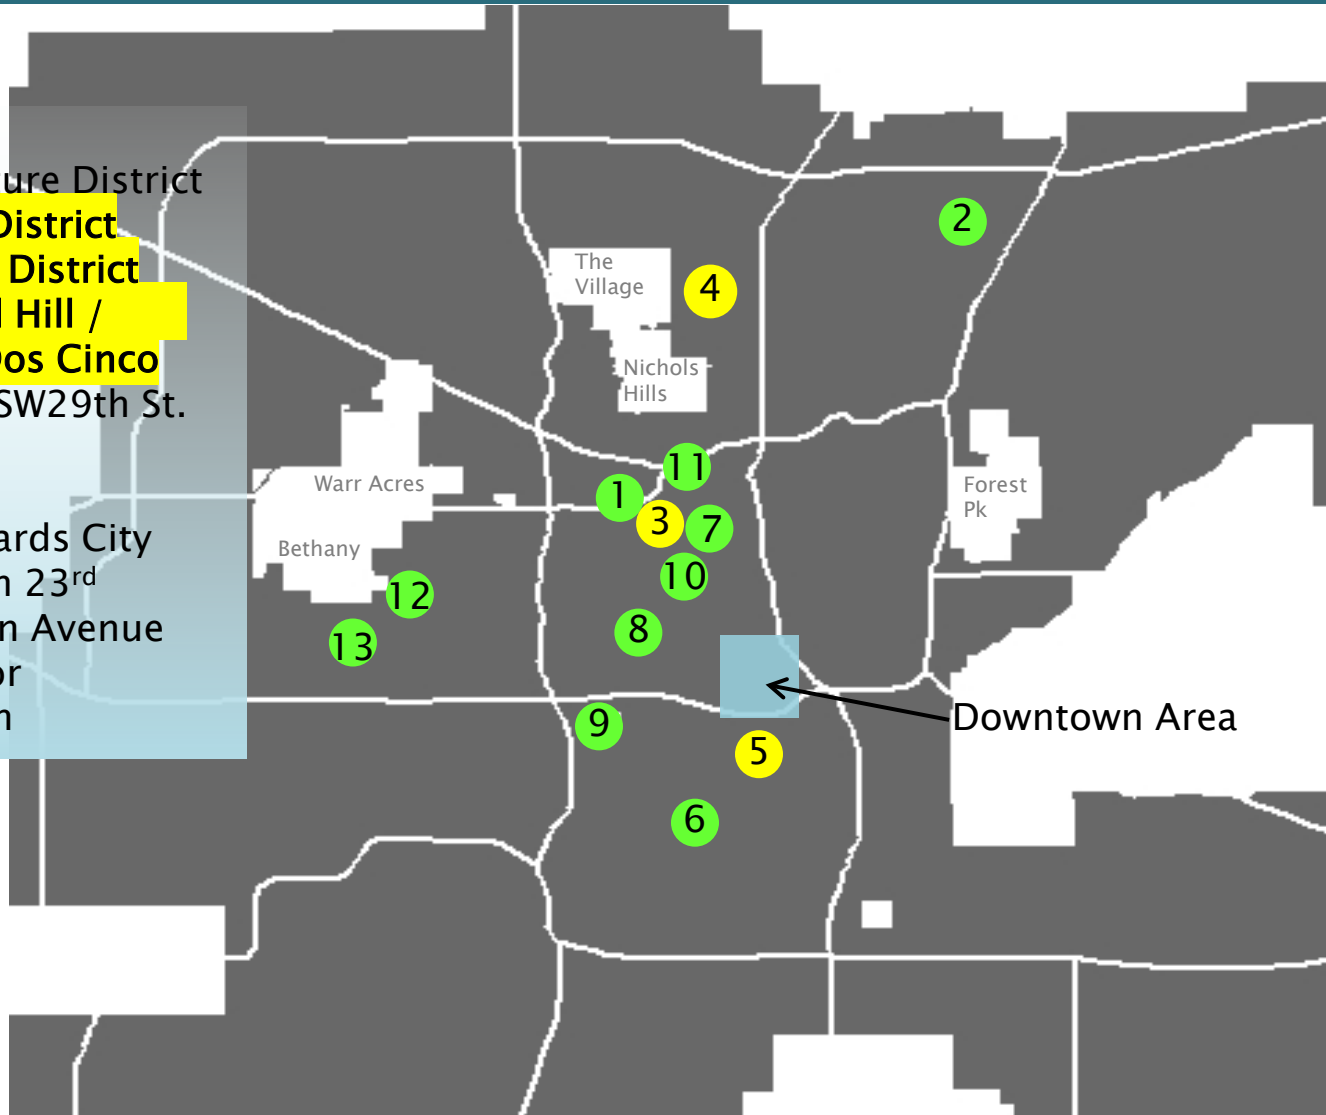 ure District
District
District
Hill /
os Cinco
SW29th St.
ards City
23rd
n Avenue
or
The
Village
Nichols
Hills
Warr Acres
Bethany
Forest
Pk
Downtown Area
2
4
11
1
3
7
10
12
8
13
9
5
6